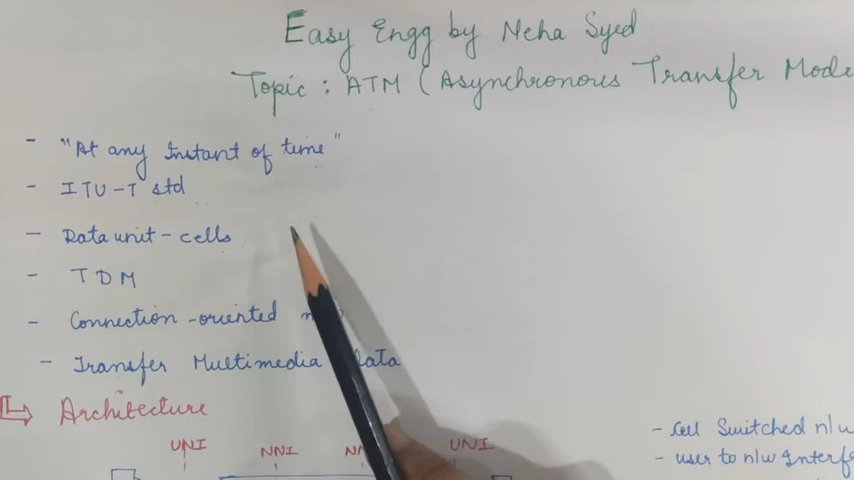 Easy Engg by Neha Syed
Topic : ATM (Asynchronous Transfer Mode
- "At any Instant of time"
- ITU-T std
- Data unit - cells
- TDM
- Connection-oriented
- Transfer Multimedia data
Architecture
UNI NNI UNI
- Cell Switched n/w
- user to n/w Interf